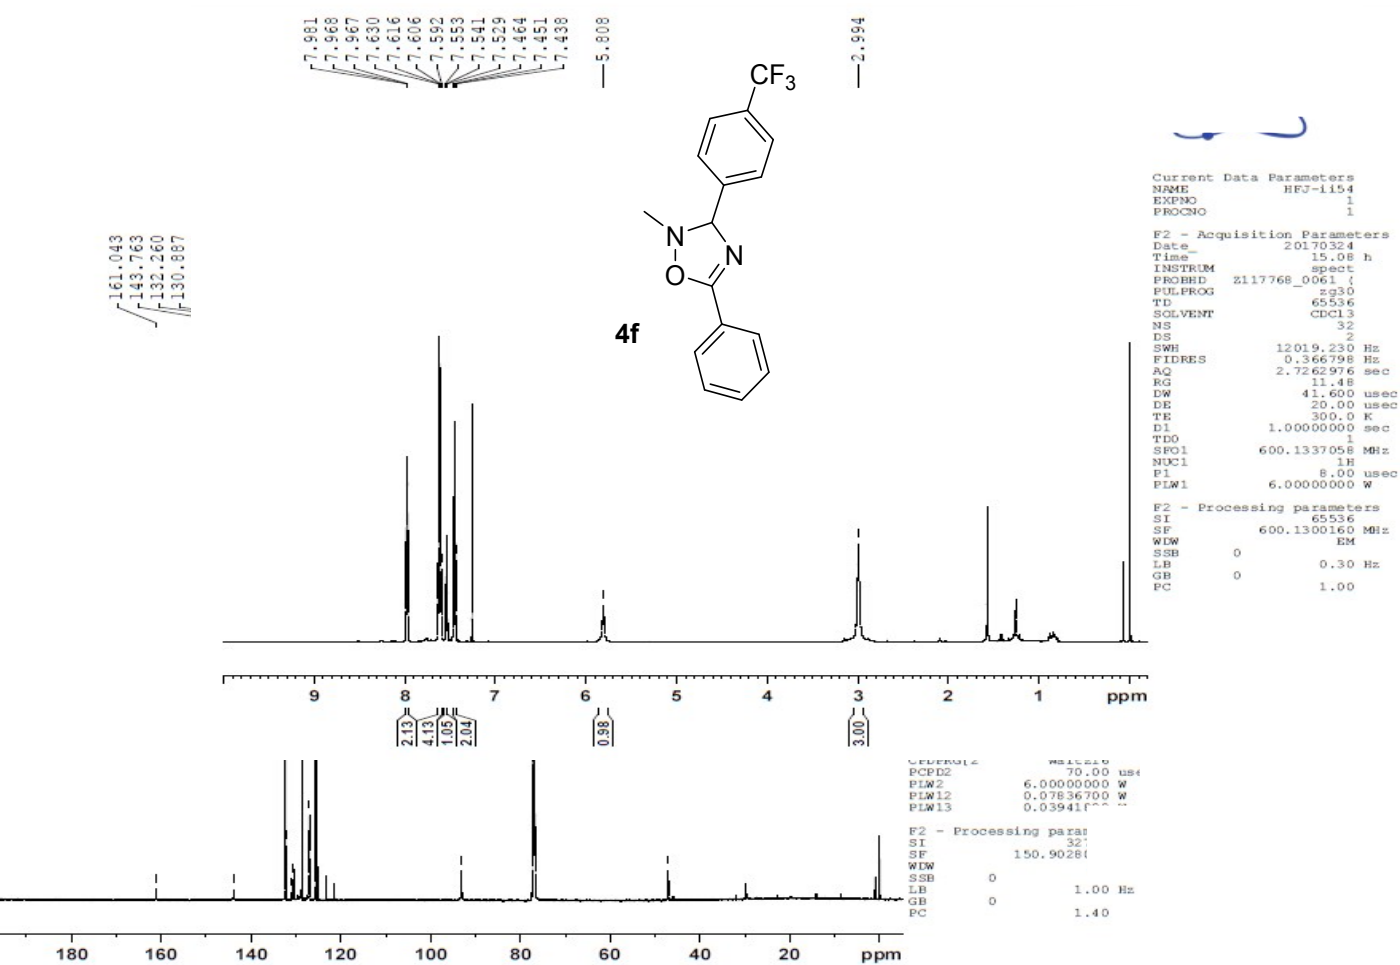 7.981
7.968
7.967
7.630
7.616
7.606
7.592
7.553
7.541
7.529
7.464
7.451
7.438
5.808
2.994
CF3
N
N
O
4f
161.043
143.763
132.260
130.887
Current Data Parameters
NAME HFJ-ii54
EXPNO 1
PROCNO 1
F2 - Acquisition Parameters
Date_ 20170324
Time 15.08 h
INSTRUM spect
PROBHD Z117768_0061 (
PULPROG zg30
TD 65536
SOLVENT CDCl3
NS 32
DS 2
SWH 12019.230 Hz
FIDRES 0.366798 Hz
AQ 2.7262976 sec
RG 11.48
DW 41.600 usec
DE 20.00 usec
TE 300.0 K
D1 1.00000000 sec
TD0 1
SFO1 600.1337058 MHz
NUC1 1H
P1 8.00 usec
PLW1 6.00000000 W
F2 - Processing parameters
SI 65536
SF 600.1300160 MHz
WDW EM
SSB 0
LB 0.30 Hz
GB 0
PC 1.00
9 8 7 6 5 4 3 2 1 ppm
2.13
4.13
1.05
2.04
0.98
3.00
PCPD2 70.00 use
PLW2 6.00000000 W
PLW12 0.07836700 W
PLW13 0.03941
F2 - Processing param
SI 327
SF 150.9028
WDW
SSB 0
LB 1.00 Hz
GB 0
PC 1.40
180 160 140 120 100 80 60 40 20 ppm